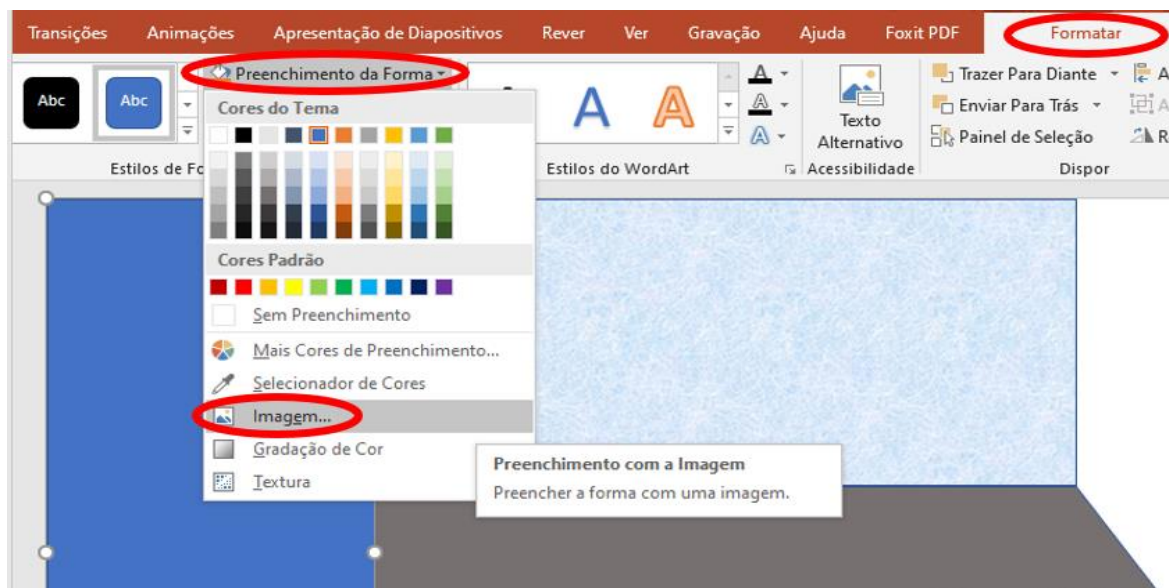 Transições Animações Apresentação de Diapositivos Rever Ver Gravação Ajuda Foxit PDF Formatar
Abc Abc
Preenchimento da Forma
A A
A
A
A
Texto
Alternativo
Trazer Para Diante
Enviar Para Trás
Painel de Seleção
A
A
R
Estilos de Fo
Estilos do WordArt
Acessibilidade
Dispor
Cores do Tema
Cores Padrão
Sem Preenchimento
Mais Cores de Preenchimento...
Selecionador de Cores
Imagem...
Gradação de Cor
Textura
Preenchimento com a Imagem
Preencher a forma com uma imagem.